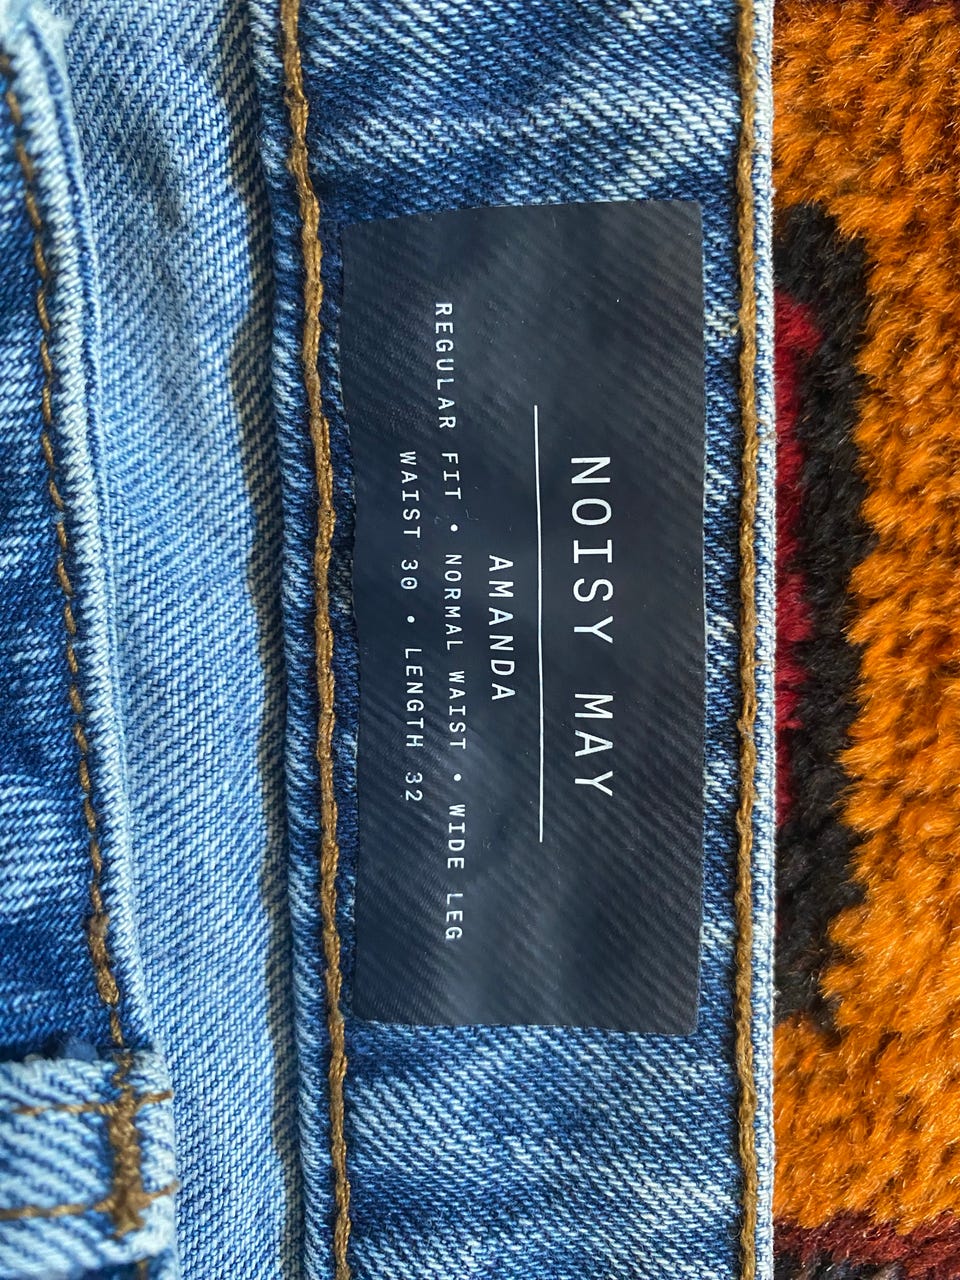 NOISY MAY
AMANDA
REGULAR FIT • NORMAL WAIST • WIDE LEG
WAIST 30 • LENGTH 32